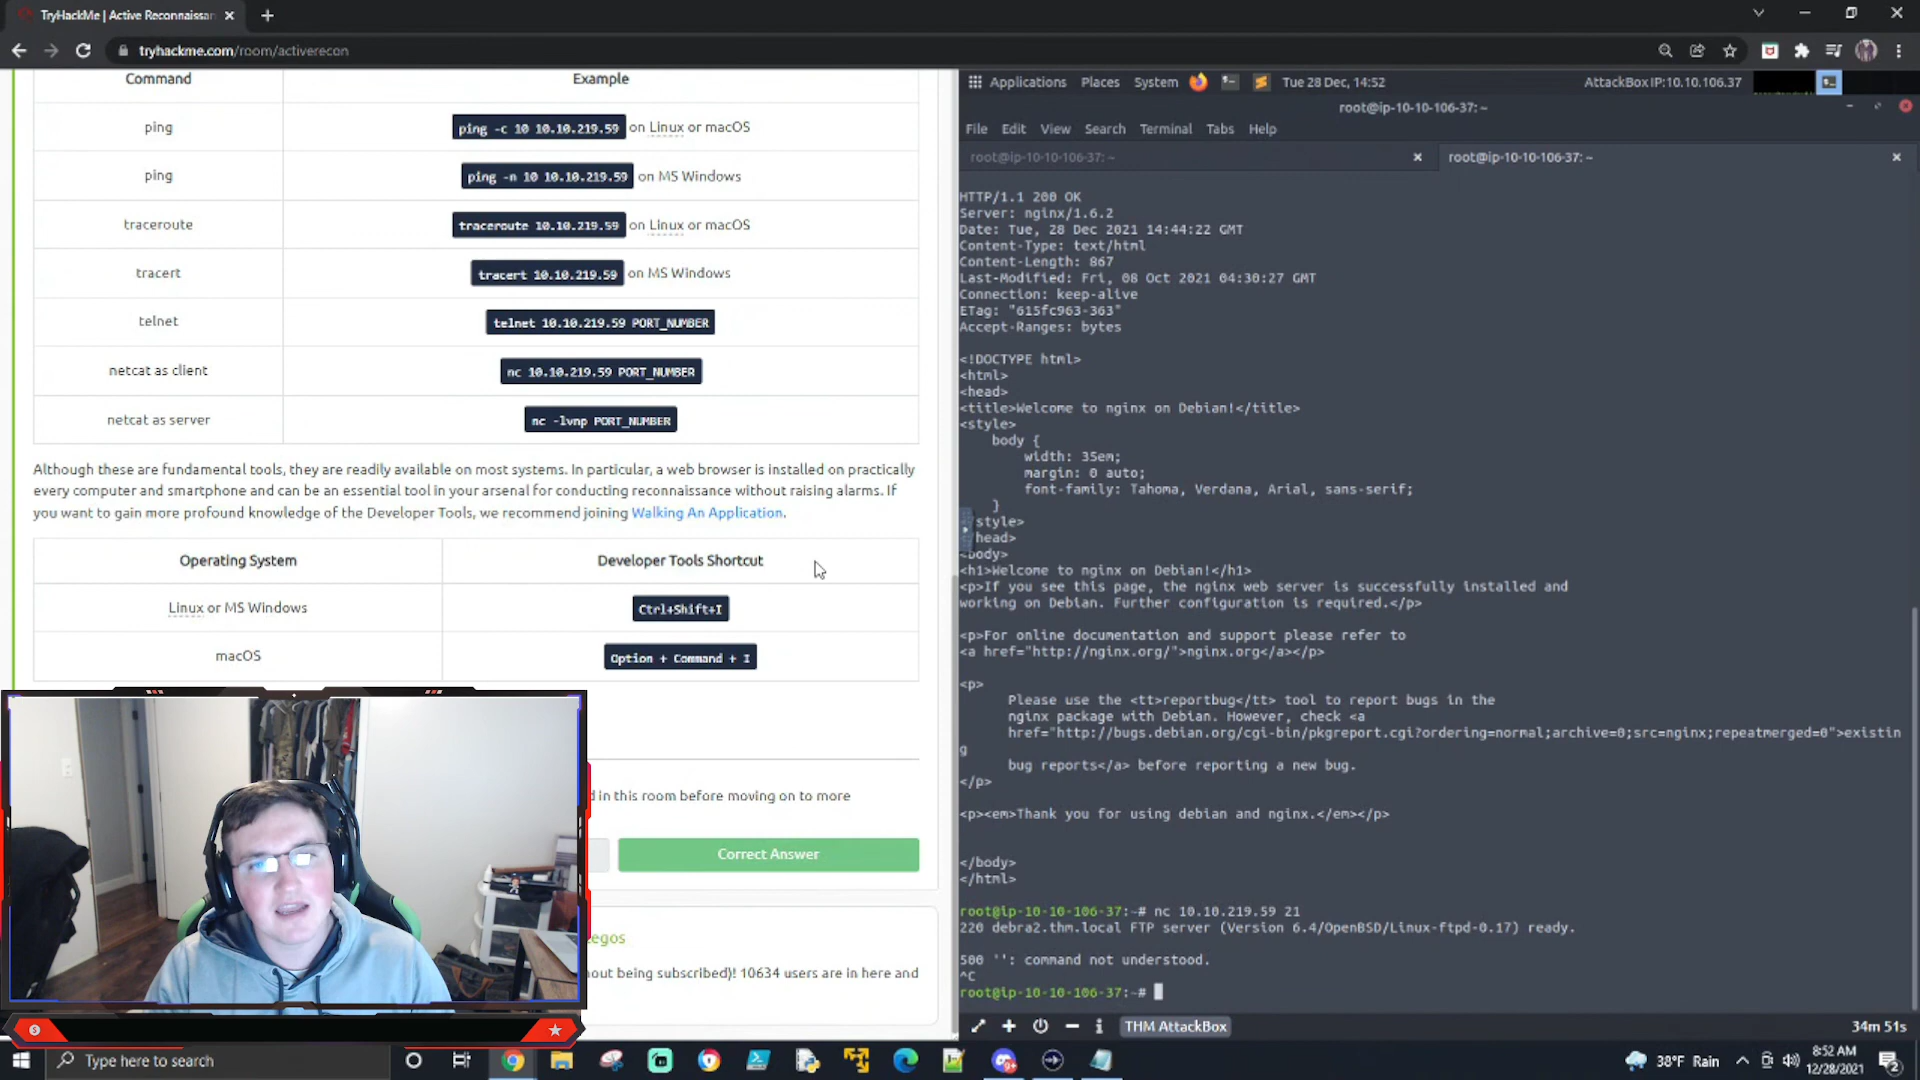 TryHackMe | Active Reconnaissan
tryhackme.com/room/activerecon
Command Example
ping ping -c 10 10.10.219.59 on Linux or macOS
ping ping -n 10 10.10.219.59 on MS Windows
traceroute traceroute 10.10.219.59 on Linux or macOS
tracert tracert 10.10.219.59 on MS Windows
telnet telnet 10.10.219.59 PORT_NUMBER
netcat as client nc 10.10.219.59 PORT_NUMBER
netcat as server nc -lvnp PORT_NUMBER
Although these are fundamental tools, they are readily available on most systems. In particular, a web browser is installed on practically
every computer and smartphone and can be an essential tool in your arsenal for conducting reconnaissance without raising alarms. If
you want to gain more profound knowledge of the Developer Tools, we recommend joining Walking An Application.
Operating System Developer Tools Shortcut
Linux or MS Windows Ctrl+Shift+I
macOS Option + Command + I
d in this room before moving on to more
Correct Answer
egos
out being subscribed)! 10634 users are in here and
Applications Places System Tue 28 Dec, 14:52 AttackBox IP:10.10.106.37
root@ip-10-10-106-37: ~
File Edit View Search Terminal Tabs Help
root@ip-10-10-106-37: ~ root@ip-10-10-106-37: ~
HTTP/1.1 200 OK
Server: nginx/1.6.2
Date: Tue, 28 Dec 2021 14:44:22 GMT
Content-Type: text/html
Content-Length: 867
Last-Modified: Fri, 08 Oct 2021 04:30:27 GMT
Connection: keep-alive
ETag: "615fc963-363"
Accept-Ranges: bytes
<!DOCTYPE html>
<html>
<head>
<title>Welcome to nginx on Debian!</title>
<style>
body {
width: 35em;
margin: 0 auto;
font-family: Tahoma, Verdana, Arial, sans-serif;
}
style>
head>
<body>
<h1>Welcome to nginx on Debian!</h1>
<p>If you see this page, the nginx web server is successfully installed and
working on Debian. Further configuration is required.</p>
<p>For online documentation and support please refer to
<a href="http://nginx.org/">nginx.org</a></p>
<p>
Please use the <tt>reportbug</tt> tool to report bugs in the
nginx package with Debian. However, check <a
href="http://bugs.debian.org/cgi-bin/pkgreport.cgi?ordering=normal;archive=0;src=nginx;repeatmerged=0">existin
g
bug reports</a> before reporting a new bug.
</p>
<p><em>Thank you for using debian and nginx.</em></p>
</body>
</html>
root@ip-10-10-106-37:~# nc 10.10.219.59 21
220 debra2.thm.local FTP server (Version 6.4/OpenBSD/Linux-ftpd-0.17) ready.
500 '': command not understood.
^C
root@ip-10-10-106-37:~#
THM AttackBox 34m 51s
Type here to search
38°F Rain 8:52 AM
12/28/2021
2